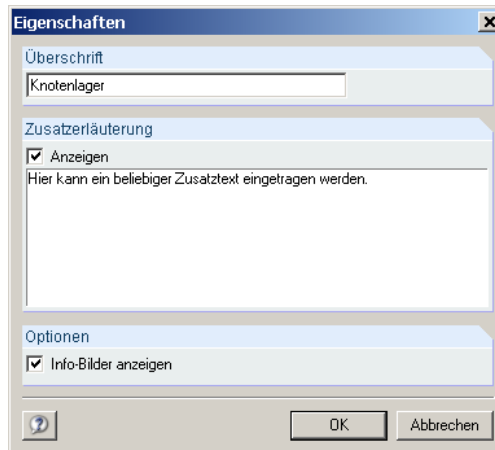 Eigenschaften
Überschrift
Knotenlager
Zusatzerläuterung
Anzeigen
Hier kann ein beliebiger Zusatztext eingetragen werden.
Optionen
Info-Bilder anzeigen
OK
Abbrechen